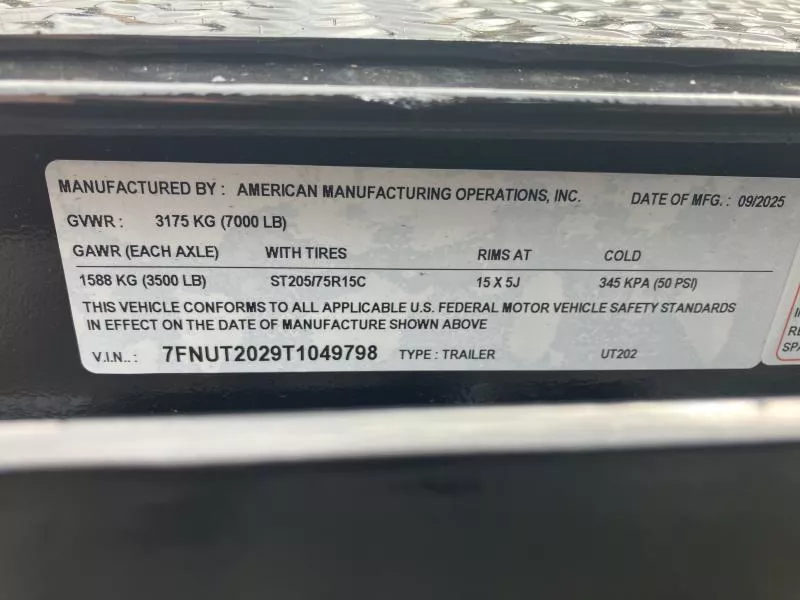 MANUFACTURED BY : AMERICAN MANUFACTURING OPERATIONS, INC. DATE OF MFG. : 09/2025
GVWR : 3175 KG (7000 LB)
GAWR (EACH AXLE) WITH TIRES RIMS AT COLD
1588 KG (3500 LB) ST205/75R15C 15 X 5J 345 KPA (50 PSI)
THIS VEHICLE CONFORMS TO ALL APPLICABLE U.S. FEDERAL MOTOR VEHICLE SAFETY STANDARDS
IN EFFECT ON THE DATE OF MANUFACTURE SHOWN ABOVE
V.I.N.. : 7FNUT2029T1049798 TYPE : TRAILER UT202